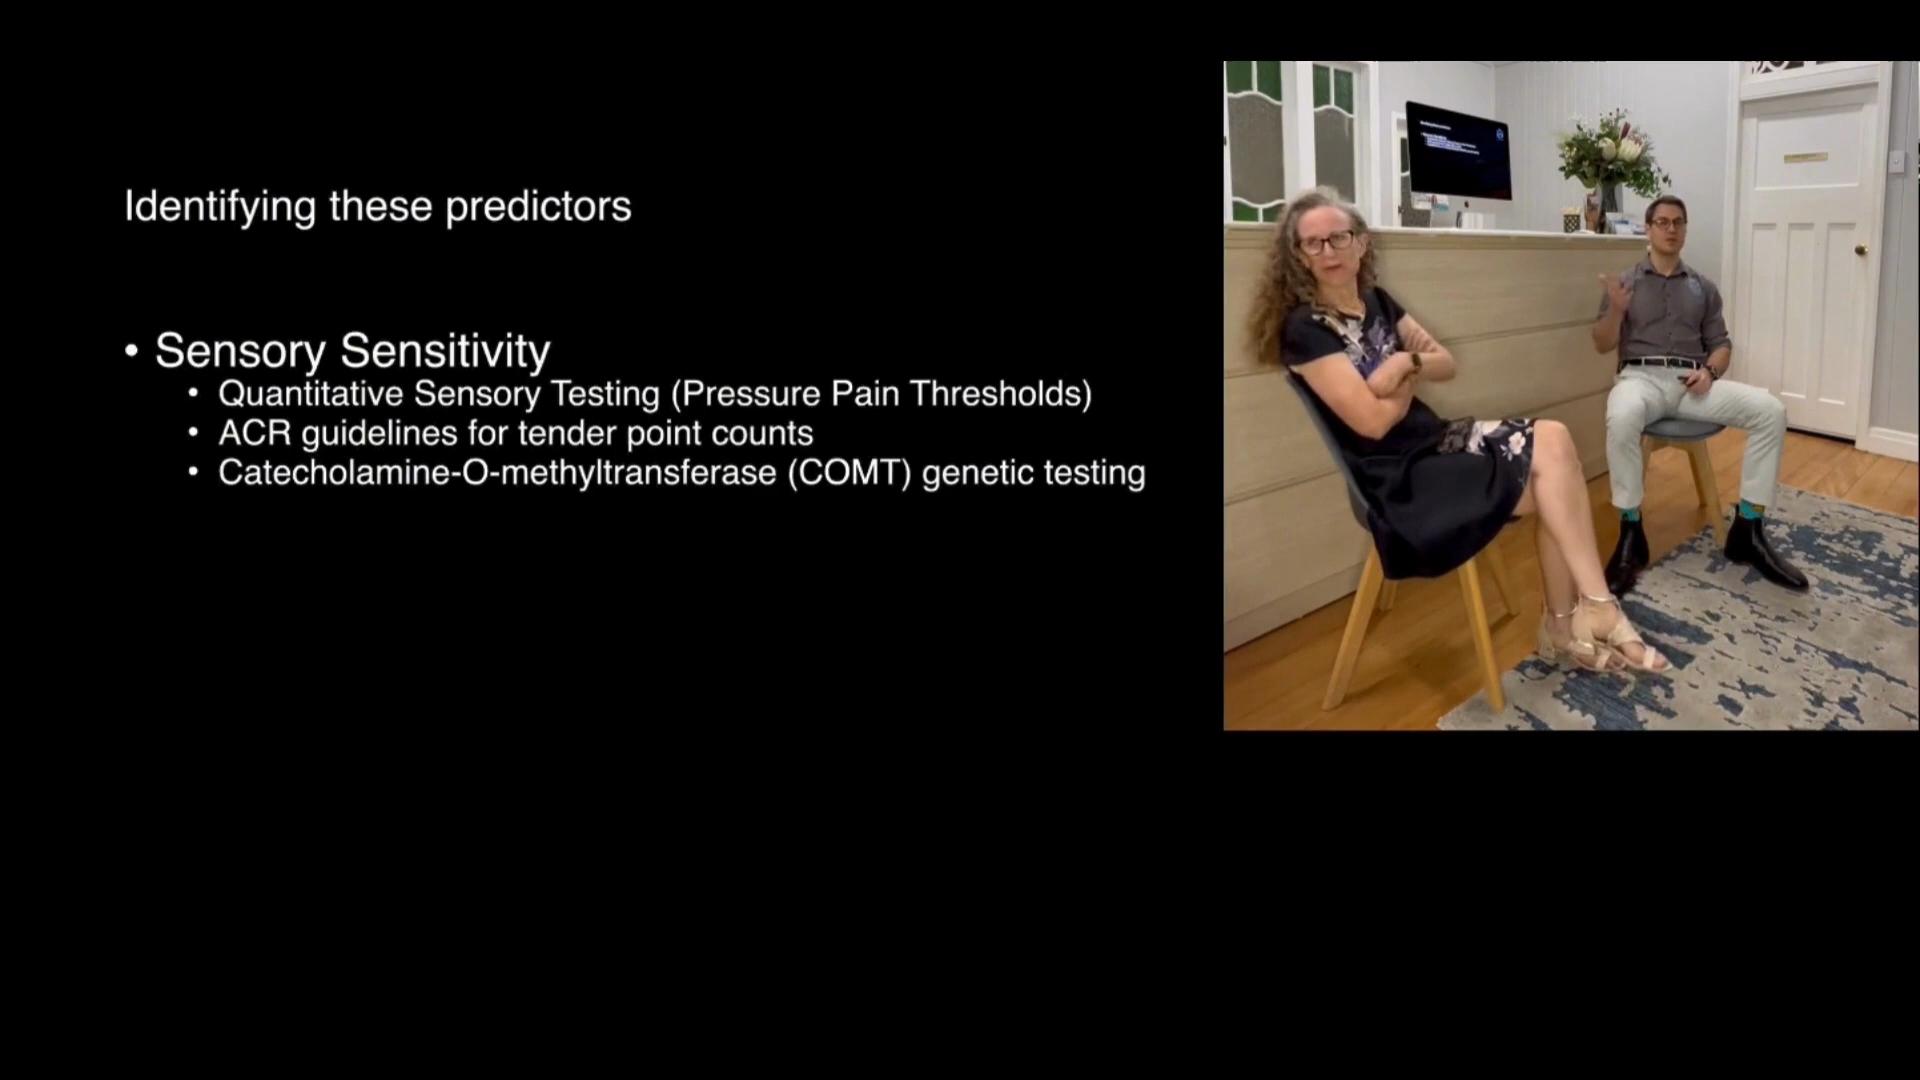 Identifying these predictors
• Sensory Sensitivity
• Quantitative Sensory Testing (Pressure Pain Thresholds)
• ACR guidelines for tender point counts
• Catecholamine-O-methyltransferase (COMT) genetic testing